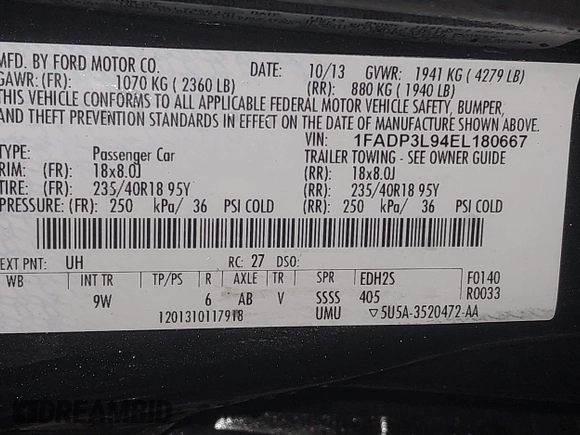 MFD. BY FORD MOTOR CO. DATE: 10/13 GVWR: 1941 KG ( 4279 LB)
GAWR: (FR): 1070 KG ( 2360 LB) (RR): 880 KG ( 1940 LB)
THIS VEHICLE CONFORMS TO ALL APPLICABLE FEDERAL MOTOR VEHICLE SAFETY, BUMPER,
AND THEFT PREVENTION STANDARDS IN EFFECT ON THE DATE OF MANUFACTURE SHOWN ABOVE
VIN: 1FADP3L94EL180667
TYPE: Passenger Car TRAILER TOWING - SEE OWNER GUIDE
RIM: (FR): 18x8.0J (RR): 18x8.0J
TIRE: (FR): 235/40R18 95Y (RR): 235/40R18 95Y
PRESSURE: (FR): 250 kPa/ 36 PSI COLD (RR): 250 kPa/ 36 PSI COLD
EXT PNT: UH RC: 27 DSO:
WB INT TR TP/PS R AXLE TR SPR EDH2S F0140
9W 6 AB V SSSS 405 R0033
1201310117918 UMU ▽5U5A-3520472-AA
DREAMBID